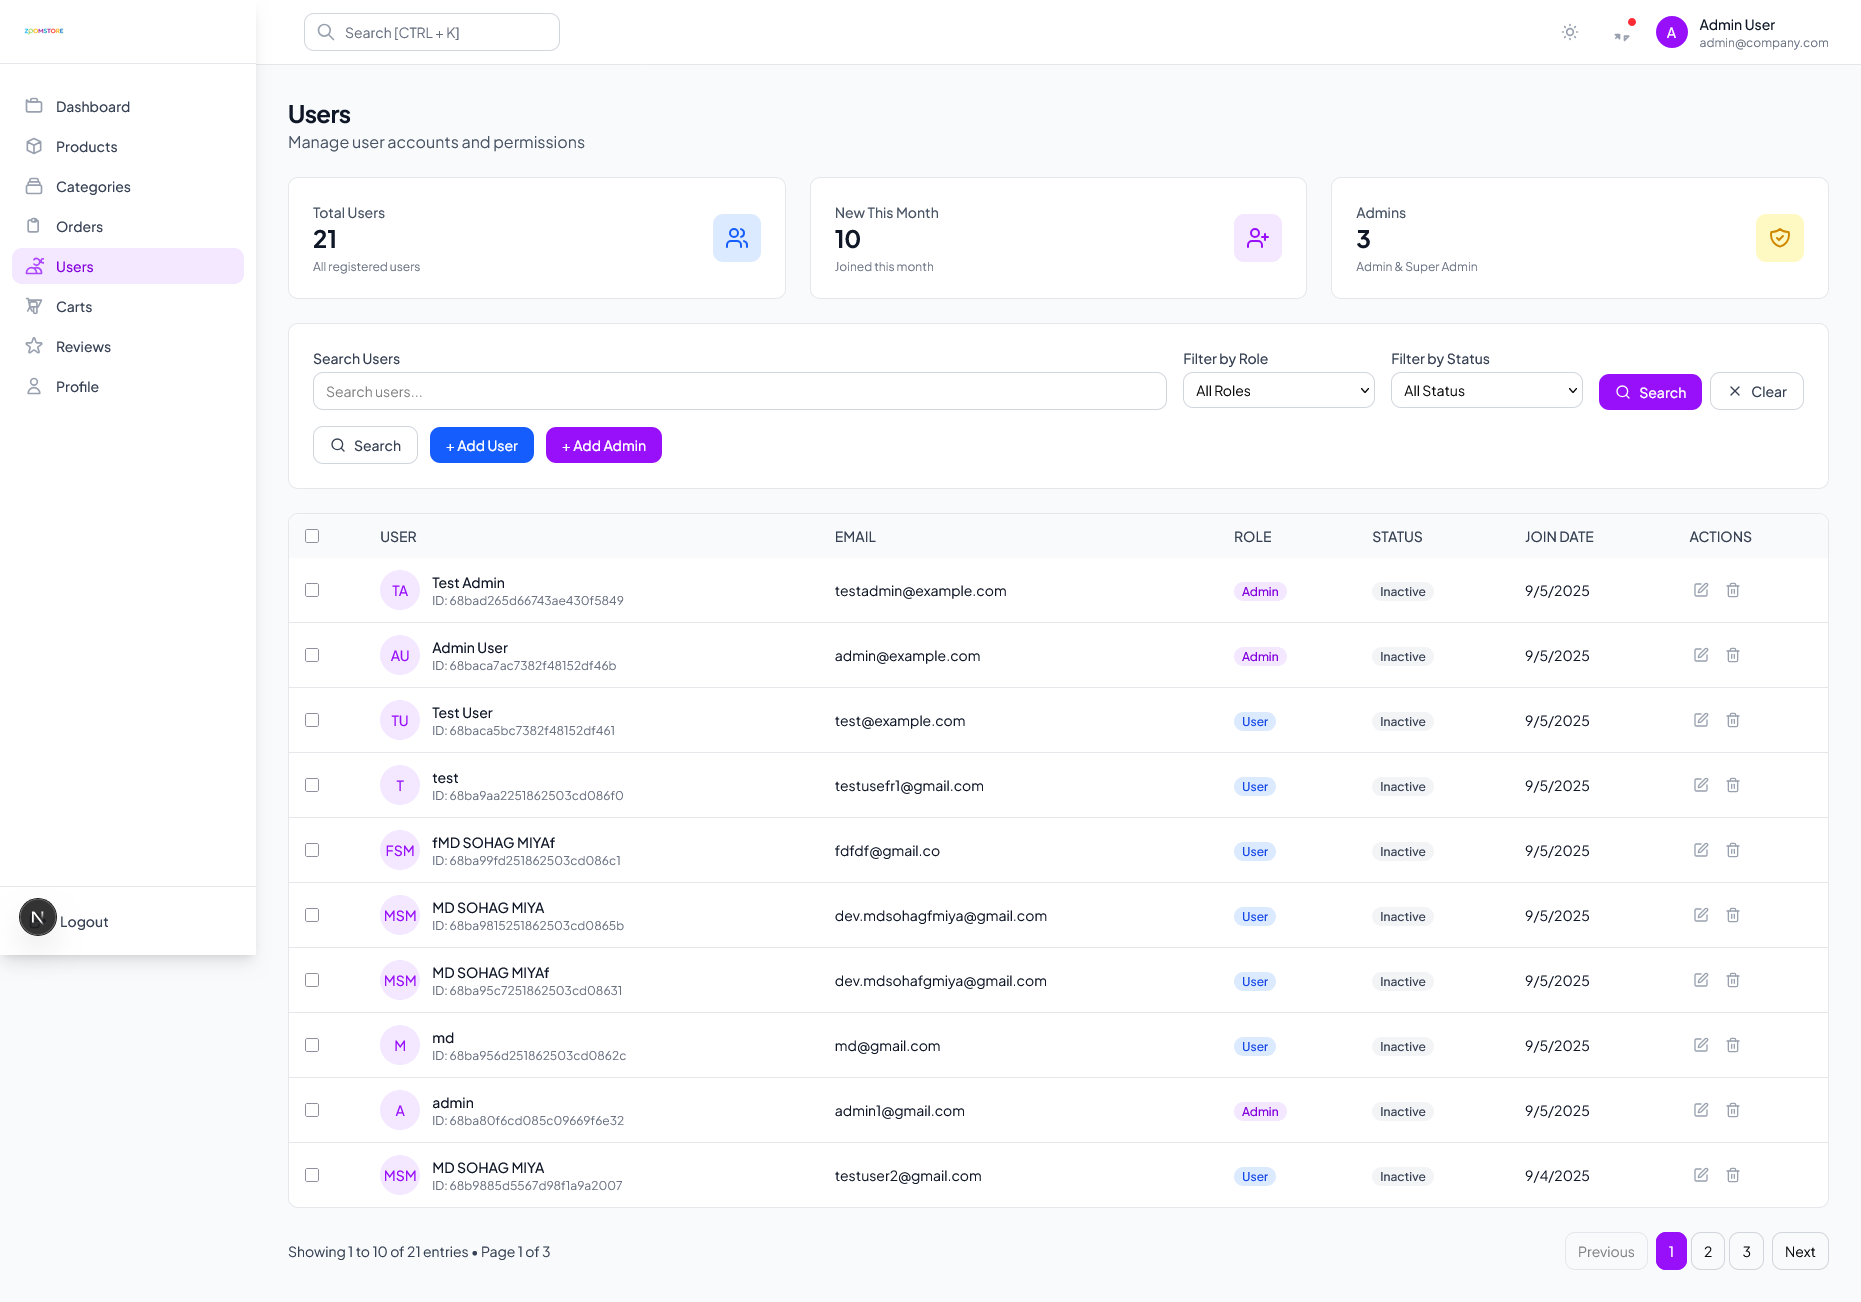 ZOOMSTORE
Search [CTRL + K]
A
Admin User
admin@company.com
Dashboard
Products
Categories
Orders
Users
Carts
Reviews
Profile
N
Logout
Users
Manage user accounts and permissions
Total Users
21
All registered users
New This Month
10
Joined this month
Admins
3
Admin & Super Admin
Search Users
Search users...
Filter by Role
All Roles
Filter by Status
All Status
Search
Clear
Search
+ Add User
+ Add Admin
USER EMAIL ROLE STATUS JOIN DATE ACTIONS
TA Test Admin testadmin@example.com Admin Inactive 9/5/2025
ID: 68bad265d66743ae430f5849
AU Admin User admin@example.com Admin Inactive 9/5/2025
ID: 68baca7ac7382f48152df46b
TU Test User test@example.com User Inactive 9/5/2025
ID: 68baca5bc7382f48152df461
T test testusefr1@gmail.com User Inactive 9/5/2025
ID: 68ba9aa2251862503cd086f0
FSM fMD SOHAG MIYAf fdfdf@gmail.co User Inactive 9/5/2025
ID: 68ba99fd251862503cd086c1
MSM MD SOHAG MIYA dev.mdsohagfmiya@gmail.com User Inactive 9/5/2025
ID: 68ba9815251862503cd0865b
MSM MD SOHAG MIYAf dev.mdsohafgmiya@gmail.com User Inactive 9/5/2025
ID: 68ba95c7251862503cd08631
M md md@gmail.com User Inactive 9/5/2025
ID: 68ba956d251862503cd0862c
A admin admin1@gmail.com Admin Inactive 9/5/2025
ID: 68ba80f6cd085c09669f6e32
MSM MD SOHAG MIYA testuser2@gmail.com User Inactive 9/4/2025
ID: 68b9885d5567d98f1a9a2007
Showing 1 to 10 of 21 entries • Page 1 of 3
Previous 1 2 3 Next